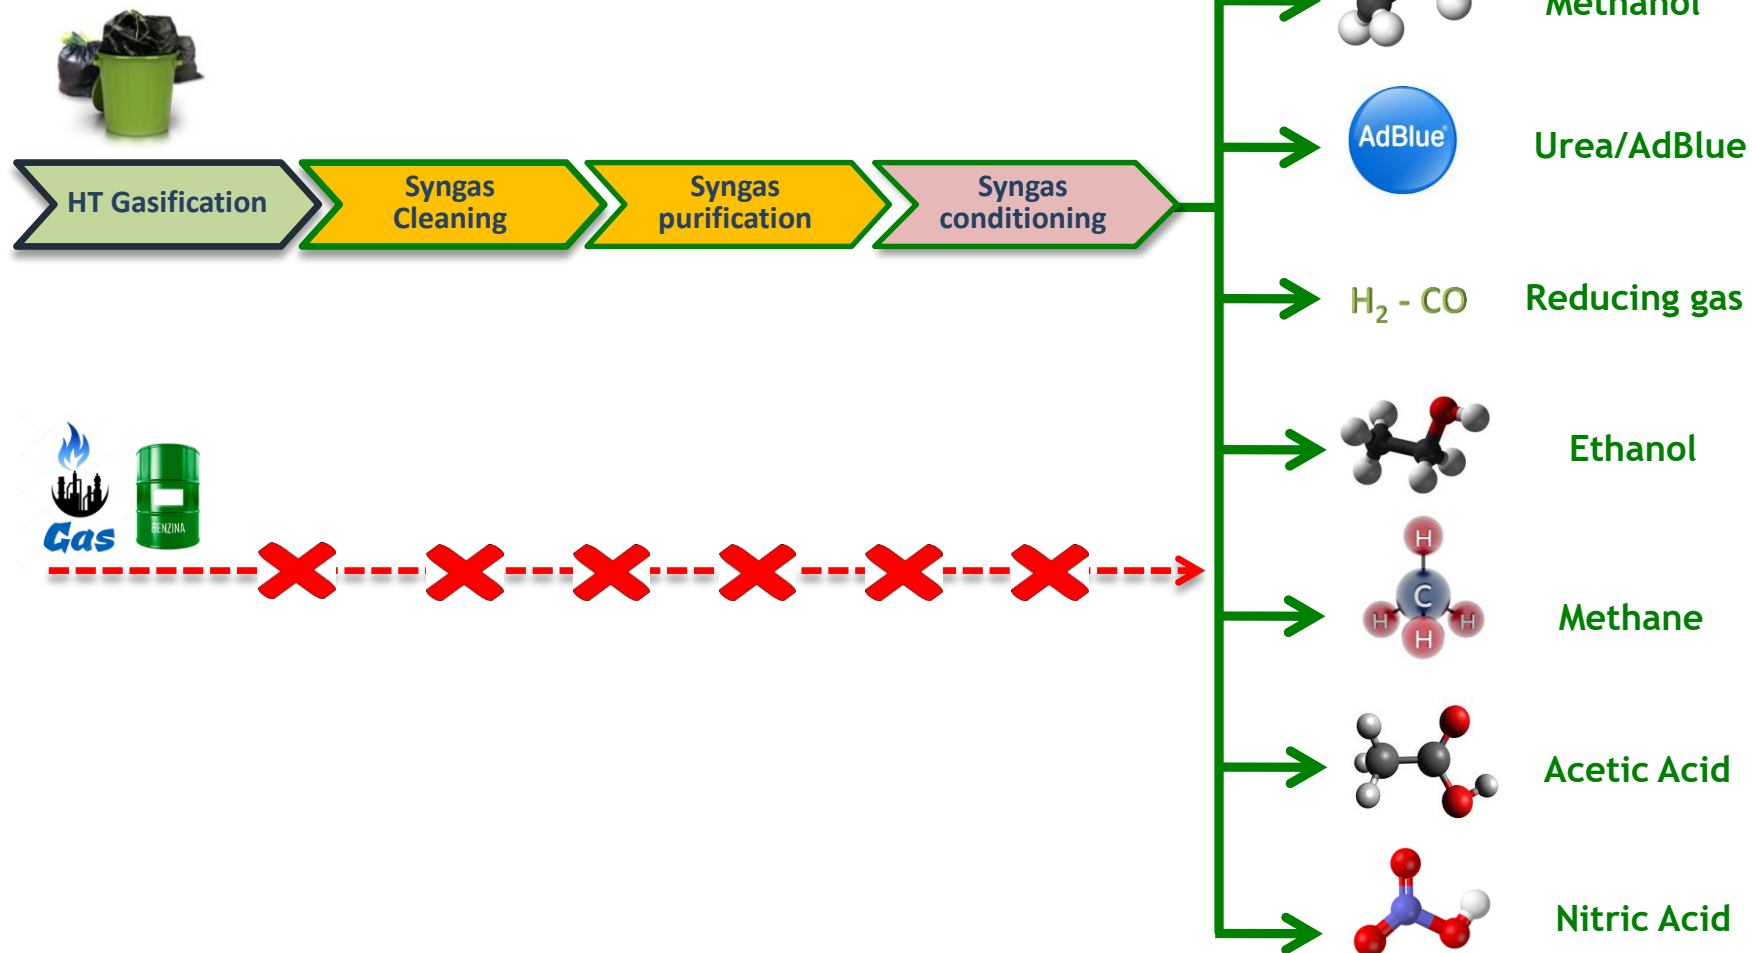 Methanol
AdBlue®
Urea/AdBlue
HT Gasification
Syngas
Cleaning
Syngas
purification
Syngas
conditioning
H₂ - CO
Reducing gas
Ethanol
Gas
BENZINA
H
C
H
H
H
Methane
Acetic Acid
Nitric Acid